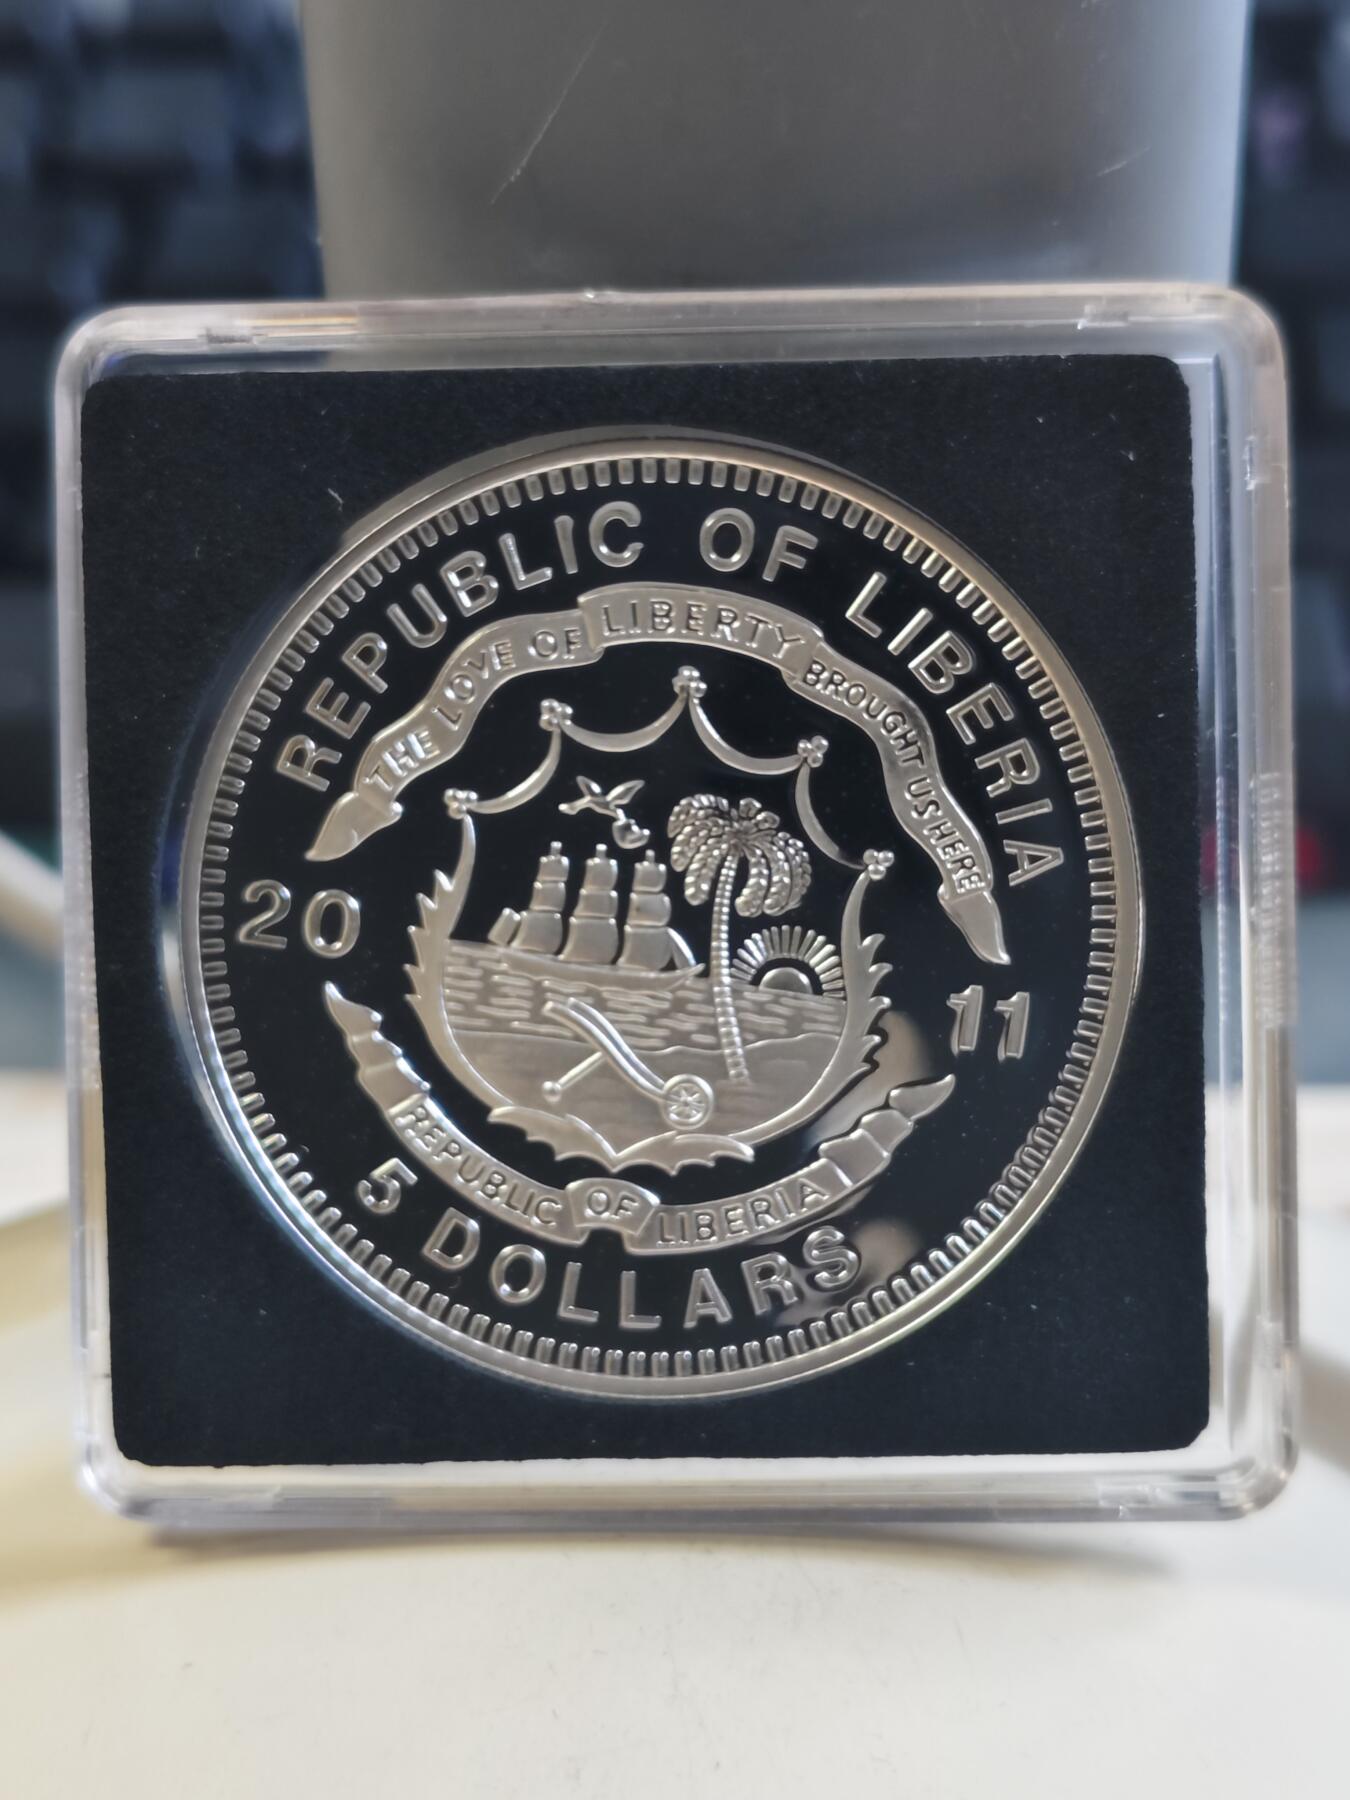 REPUBLIC OF LIBERIA
THE LOVE OF LIBERTY BROUGHT US HERE
20 11
REPUBLIC OF LIBERIA
5 DOLLARS